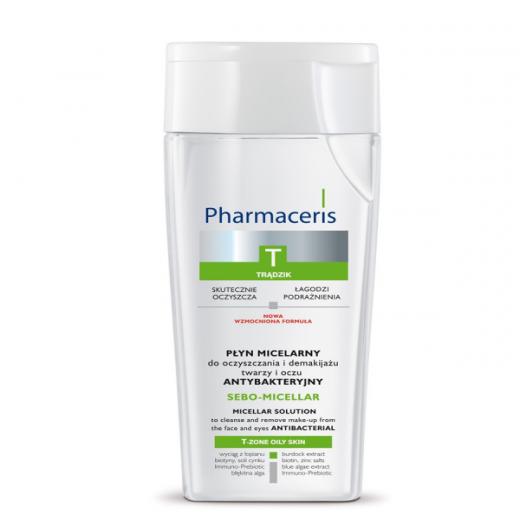 Pharmaceris
T
TRĄDZIK
SKUTECZNIE OCZYSZCZA
ŁAGODZI PODRAŻNIENIA
NOWA
WZMOCNIONA FORMUŁA
PŁYN MICELARNY
do oczyszczania i demakijażu
twarzy i oczu
ANTYBAKTERYJNY
SEBO-MICELLAR
MICELLAR SOLUTION
to cleanse and remove make-up from
the face and eyes ANTIBACTERIAL
T-ZONE OILY SKIN
wyciąg z łopianu burdock extract
biotyny, soli cynku biotin, zinc salts
Immuno-Prebiotic blue algae extract
błękitna alga Immuno-Prebiotic